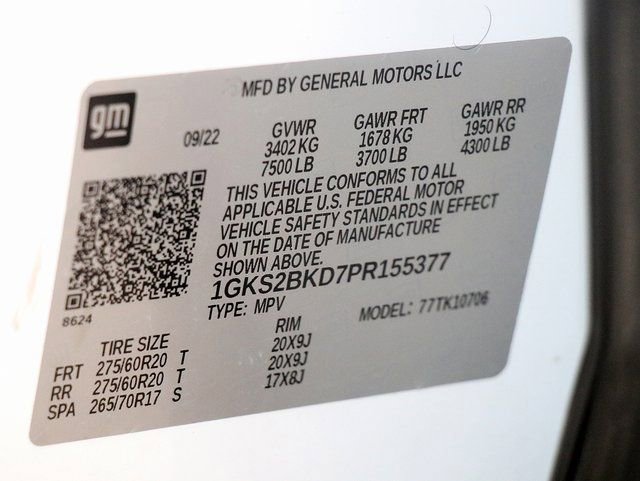 MFD BY GENERAL MOTORS LLC
gm
09/22
GVWR GAWR FRT GAWR RR
3402 KG 1678 KG 1950 KG
7500 LB 3700 LB 4300 LB
THIS VEHICLE CONFORMS TO ALL
APPLICABLE U.S. FEDERAL MOTOR
VEHICLE SAFETY STANDARDS IN EFFECT
ON THE DATE OF MANUFACTURE
SHOWN ABOVE.
1GKS2BKD7PR155377
TYPE: MPV MODEL: 77TK10706
8624
TIRE SIZE RIM
FRT 275/60R20 T 20X9J
RR 275/60R20 T 20X9J
SPA 265/70R17 S 17X8J